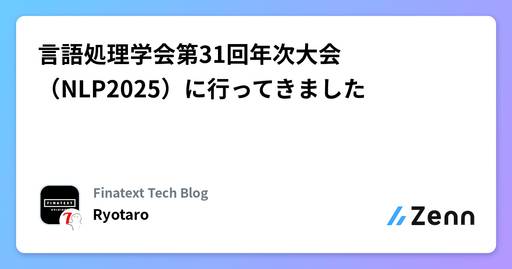 言語処理学会第31回年次大会
（NLP2025）に行ってきました
Finatext Tech Blog
Ryotaro
Zenn
FINATEXT